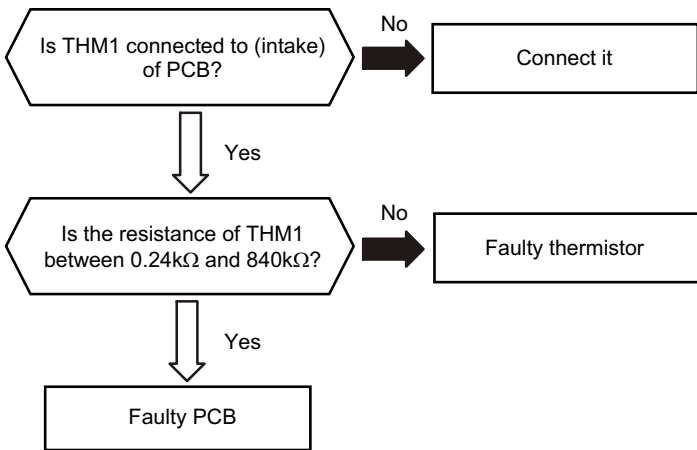 Is THM1 connected to (intake)
of PCB?
No
Connect it
Yes
Is the resistance of THM1
between 0.24kΩ and 840kΩ?
No
Faulty thermistor
Yes
Faulty PCB